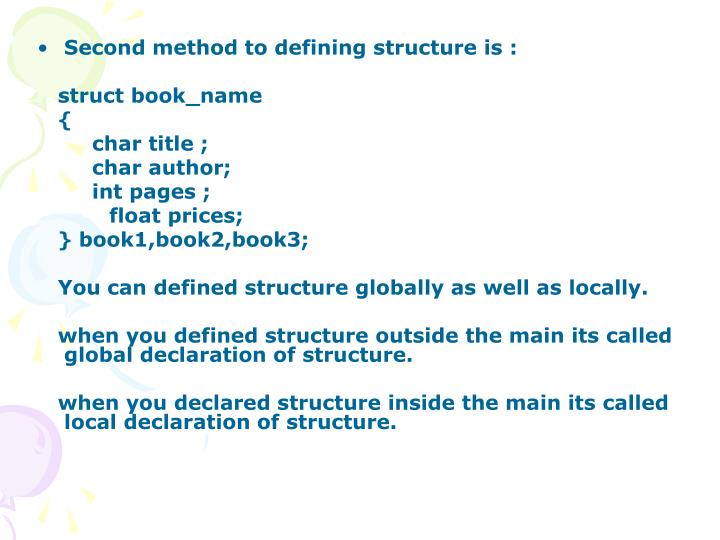 • Second method to defining structure is :
struct book_name
{
char title ;
char author;
int pages ;
float prices;
} book1,book2,book3;
You can defined structure globally as well as locally.
when you defined structure outside the main its called
global declaration of structure.
when you declared structure inside the main its called
local declaration of structure.